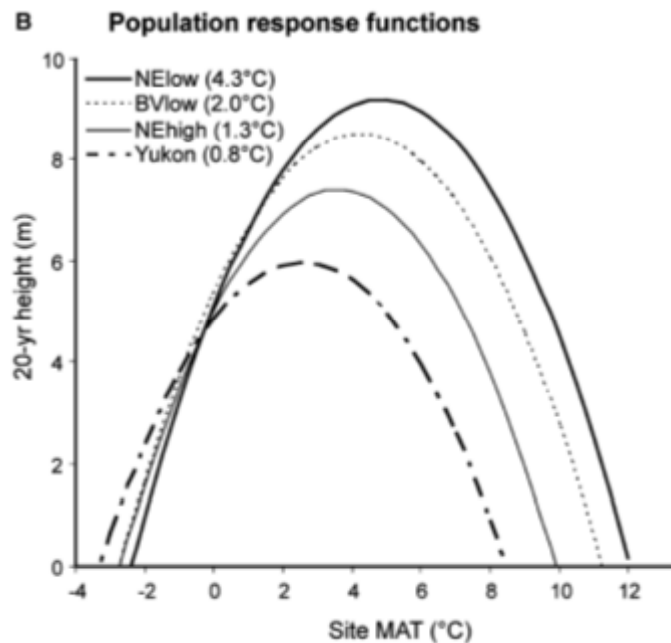 B Population response functions
NElow (4.3°C)
BVlow (2.0°C)
NEhigh (1.3°C)
Yukon (0.8°C)
20-yr height (m)
10
8
6
4
2
0
-4 -2 0 2 4 6 8 10 12
Site MAT (°C)